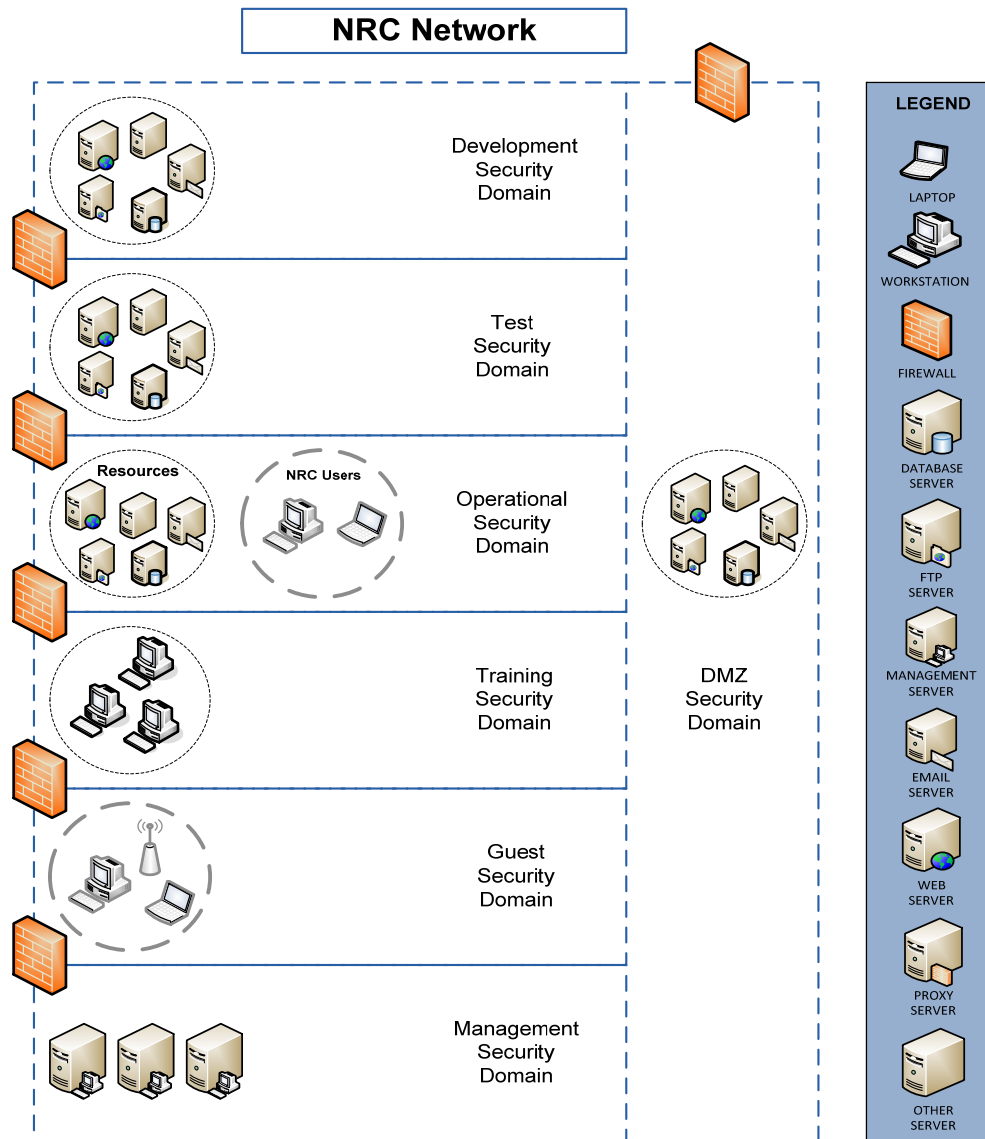 NRC Network
Development
Security
Domain
Test
Security
Domain
Resources
NRC Users
Operational
Security
Domain
Training
Security
Domain
DMZ
Security
Domain
Guest
Security
Domain
Management
Security
Domain
LEGEND
LAPTOP
WORKSTATION
FIREWALL
DATABASE
SERVER
FTP
SERVER
MANAGEMENT
SERVER
EMAIL
SERVER
WEB
SERVER
PROXY
SERVER
OTHER
SERVER